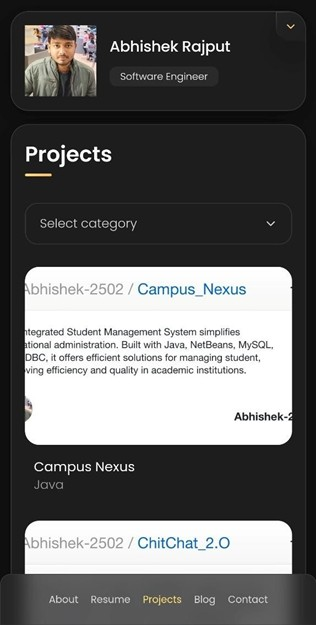 Abhishek Rajput
Software Engineer
Projects
Select category
Abhishek-2502 / Campus_Nexus
ntegrated Student Management System simplifies
ational administration. Built with Java, NetBeans, MySQL,
DBC, it offers efficient solutions for managing student,
oving efficiency and quality in academic institutions.
Abhishek-2
Campus Nexus
Java
Abhishek-2502 / ChitChat_2.O
About Resume Projects Blog Contact